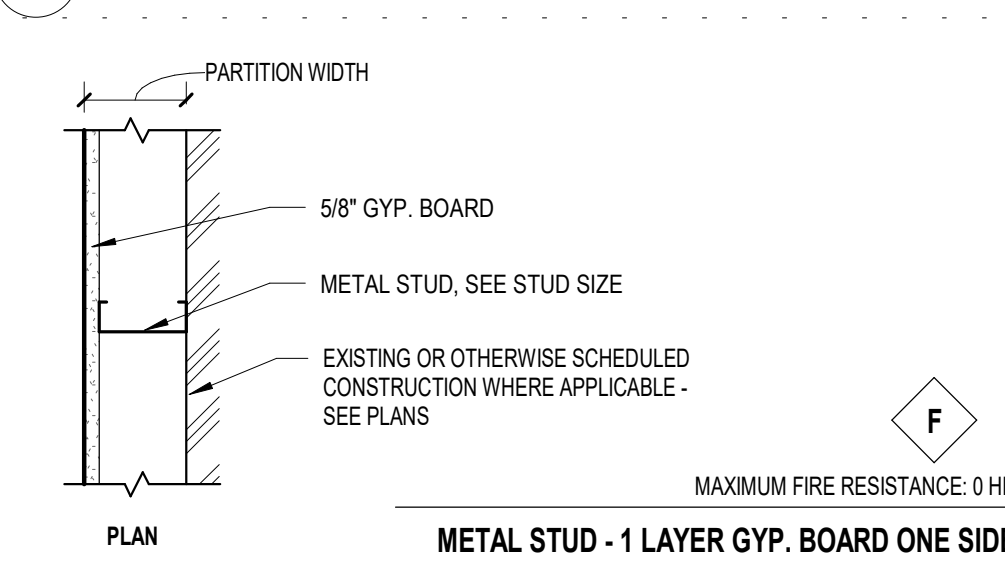 PARTITION WIDTH
5/8" GYP. BOARD
METAL STUD, SEE STUD SIZE
EXISTING OR OTHERWISE SCHEDULED
CONSTRUCTION WHERE APPLICABLE -
SEE PLANS
F
MAXIMUM FIRE RESISTANCE: 0
PLAN
METAL STUD - 1 LAYER GYP. BOARD ONE